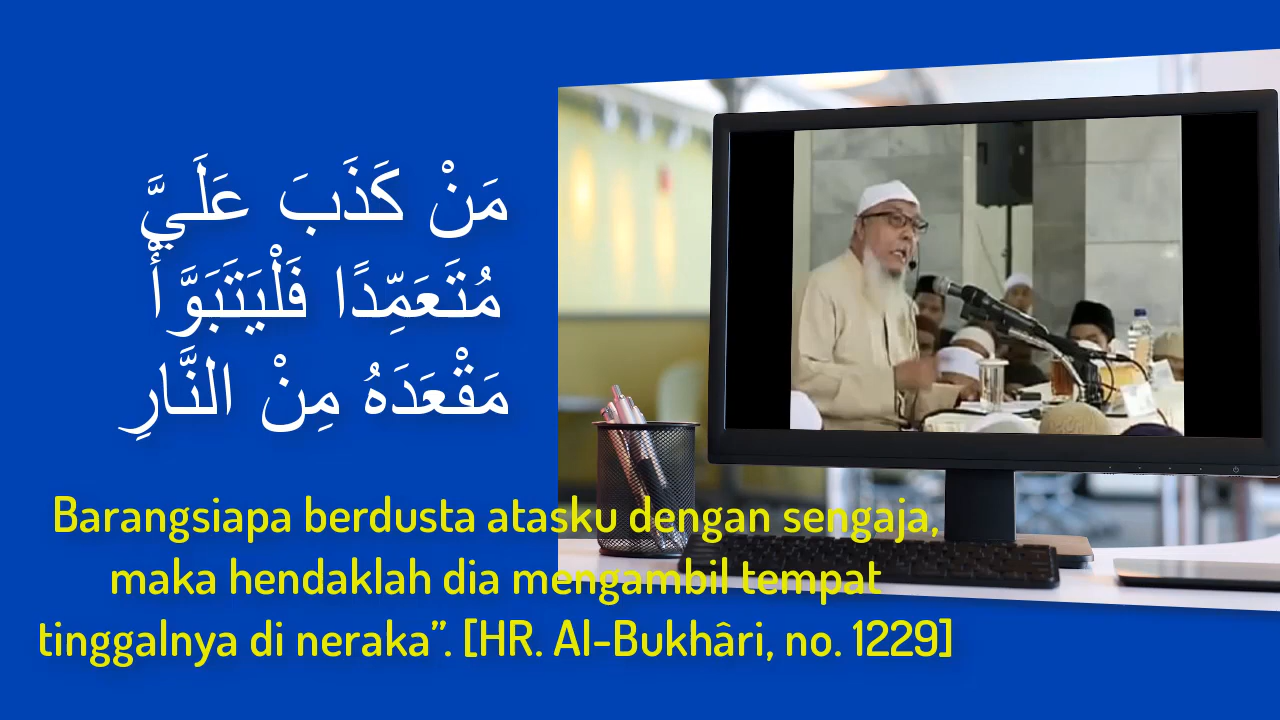 مَنْ كَذَبَ عَلَيَّ
مُتَعَمِّدًا فَلْيَتَبَوَّأْ
مَقْعَدَهُ مِنْ النَّارِ
Barangsiapa berdusta atasku dengan sengaja,
maka hendaklah dia mengambil tempat
tinggalnya di neraka”. [HR. Al-Bukhâri, no. 1229]